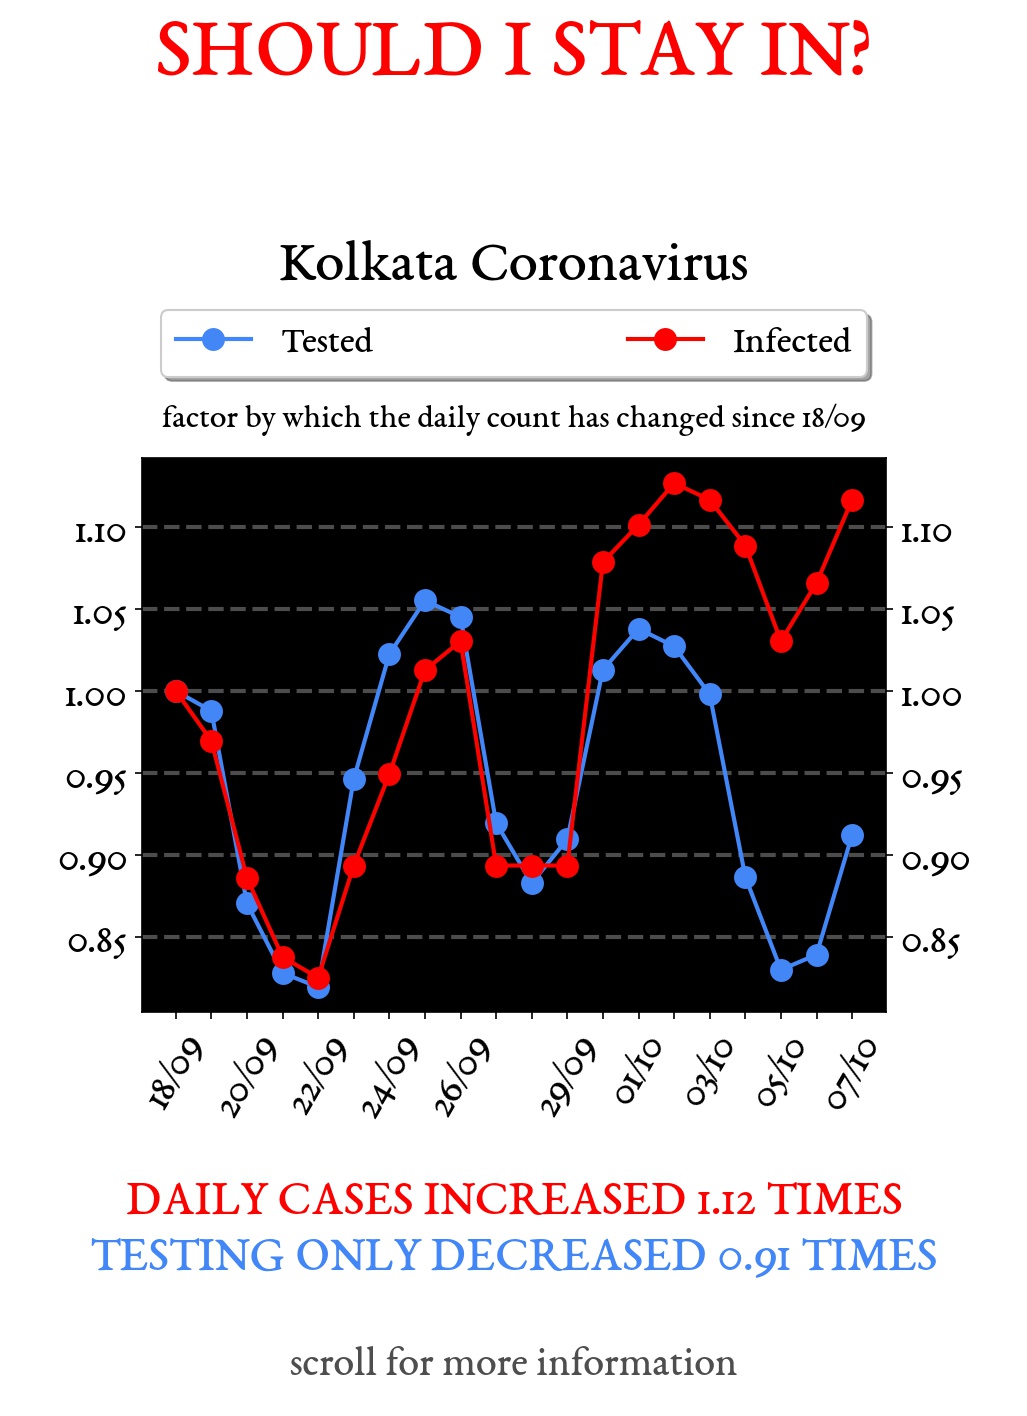 SHOULD I STAY IN?
Kolkata Coronavirus
Tested Infected
factor by which the daily count has changed since 18/09
1.10 1.10
1.05 1.05
1.00 1.00
0.95 0.95
0.90 0.90
0.85 0.85
18/09 20/09 22/09 24/09 26/09 29/09 01/10 03/10 05/10 07/10
DAILY CASES INCREASED 1.12 TIMES
TESTING ONLY DECREASED 0.91 TIMES
scroll for more information